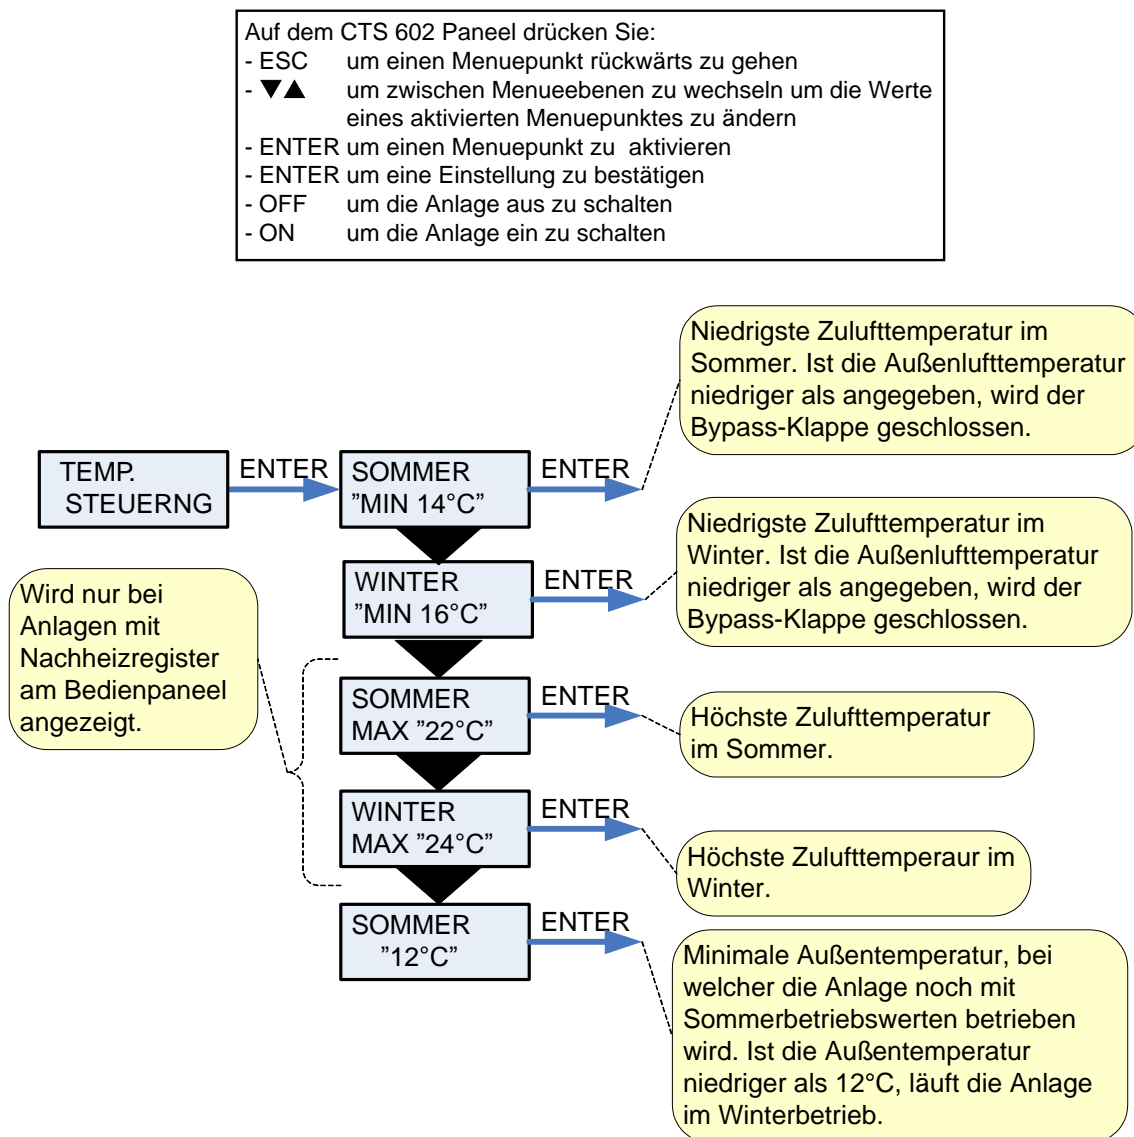 Auf dem CTS 602 Paneel drücken Sie:
- ESC um einen Menuepunkt rückwärts zu gehen
- ▼▲ um zwischen Menueebenen zu wechseln um die Werte
eines aktivierten Menuepunktes zu ändern
- ENTER um einen Menuepunkt zu aktivieren
- ENTER um eine Einstellung zu bestätigen
- OFF um die Anlage aus zu schalten
- ON um die Anlage ein zu schalten
Niedrigste Zulufttemperatur im
Sommer. Ist die Außenlufttemperatur
niedriger als angegeben, wird der
Bypass-Klappe geschlossen.
TEMP.
STEUERNG
ENTER
SOMMER
"MIN 14°C"
ENTER
Niedrigste Zulufttemperatur im
Winter. Ist die Außenlufttemperatur
niedriger als angegeben, wird der
Bypass-Klappe geschlossen.
WINTER
"MIN 16°C"
ENTER
Wird nur bei
Anlagen mit
Nachheizregister
am Bedienpaneel
angezeigt.
SOMMER
MAX "22°C"
ENTER
Höchste Zulufttemperatur
im Sommer.
WINTER
MAX "24°C"
ENTER
Höchste Zulufttemperaur im
Winter.
SOMMER
"12°C"
ENTER
Minimale Außentemperatur, bei
welcher die Anlage noch mit
Sommerbetriebswerten betrieben
wird. Ist die Außentemperatur
niedriger als 12°C, läuft die Anlage
im Winterbetrieb.